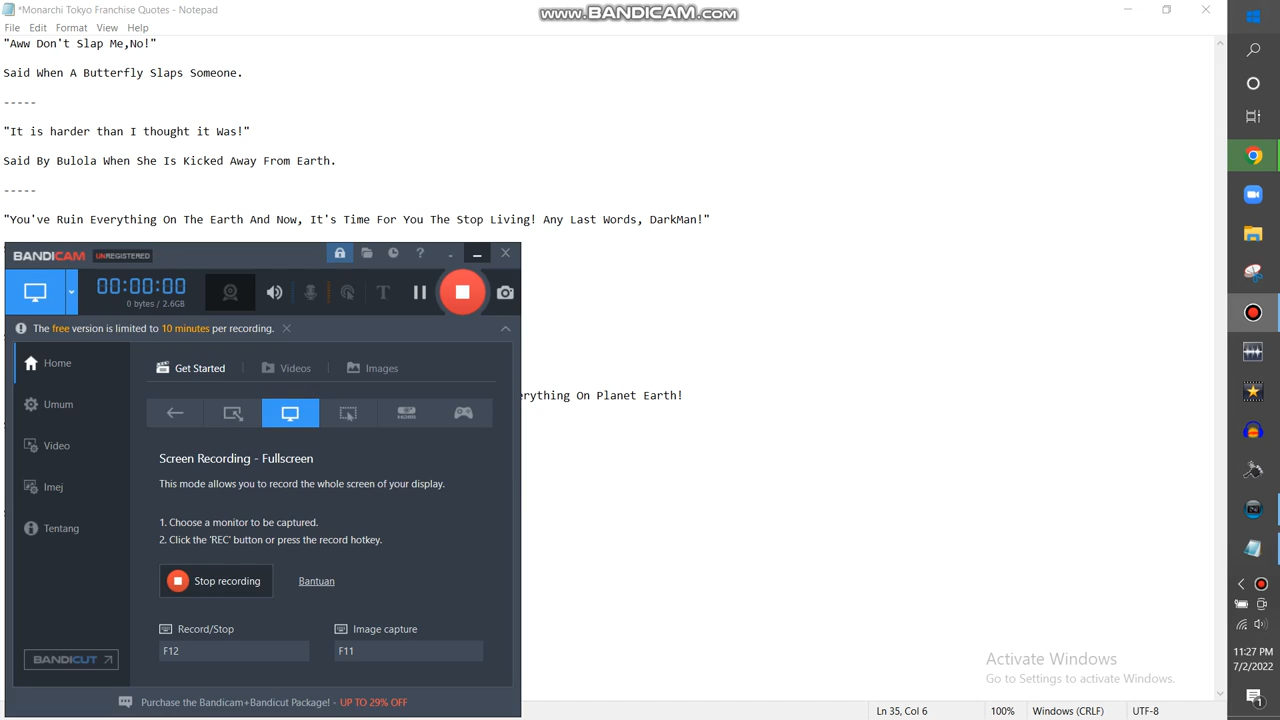 *Monarchi Tokyo Franchise Quotes - Notepad
www.BANDICAM.com
File Edit Format View Help
"Aww Don't Slap Me,No!"
Said When A Butterfly Slaps Someone.
-----
"It is harder than I thought it Was!"
Said By Bulola When She Is Kicked Away From Earth.
-----
"You've Ruin Everything On The Earth And Now, It's Time For You The Stop Living! Any Last Words, DarkMan!"
BANDICAM UNREGISTERED
00:00:00
0 bytes / 2.6GB
The free version is limited to 10 minutes per recording.
Home
Get Started Videos Images
erything On Planet Earth!
Umum
Video
HDMI
Screen Recording - Fullscreen
This mode allows you to record the whole screen of your display.
Imej
1. Choose a monitor to be captured.
2. Click the 'REC' button or press the record hotkey.
Tentang
Stop recording Bantuan
Record/Stop Image capture
F12 F11
BANDICUT
Purchase the Bandicam+Bandicut Package! - UP TO 29% OFF
Activate Windows
Go to Settings to activate Windows.
11:27 PM
7/2/2022
Ln 35, Col 6 100% Windows (CRLF) UTF-8
1